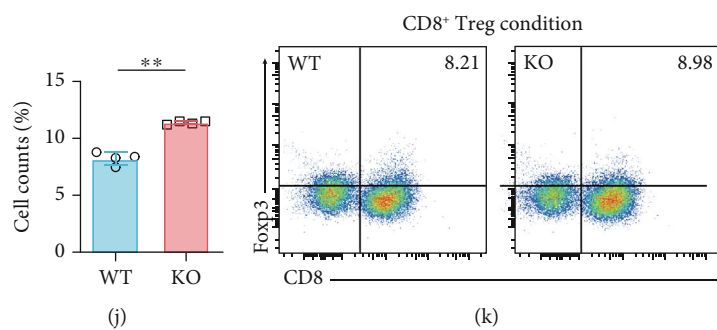 CD8⁺ Treg condition
**
15
10
5
0
Cell counts (%)
WT
KO
(j)
WT
8.21
KO
8.98
Foxp3
CD8
(k)